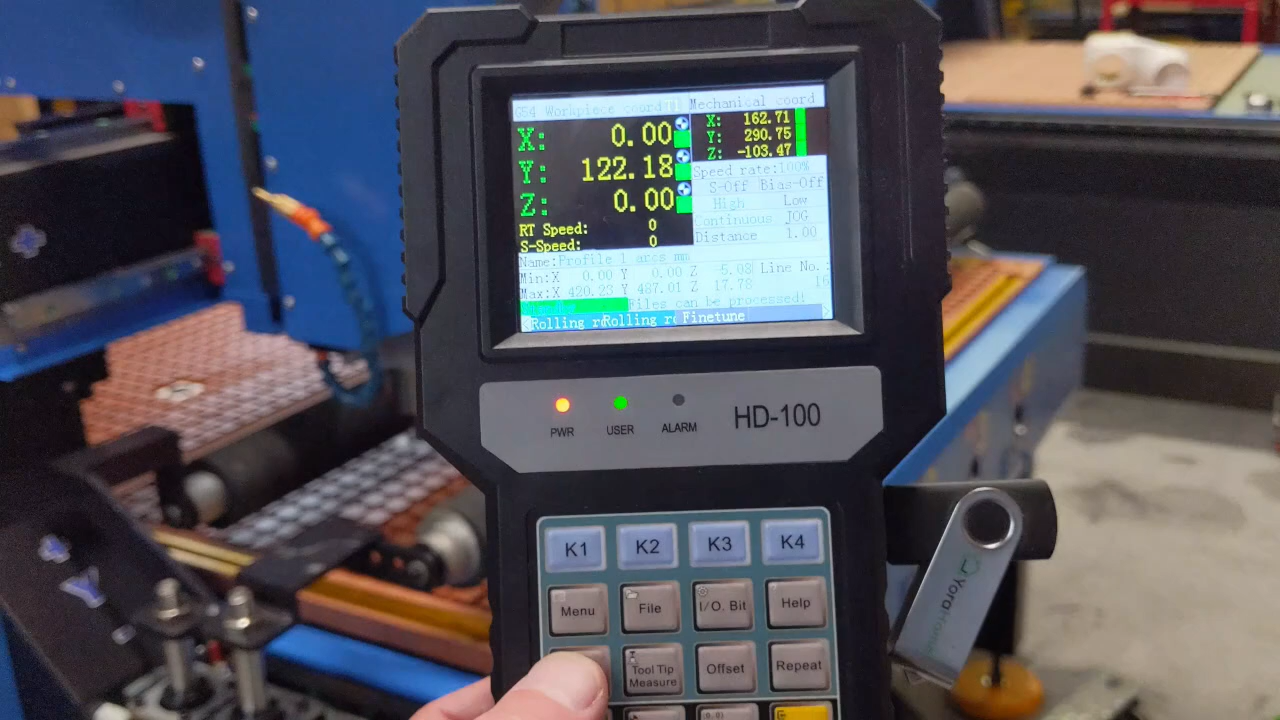 G54 Workpiece coord T1 Mechanical coord
X: 0.00
Y: 122.18
Z: 0.00
X: 162.71
Y: 290.75
Z: -103.47
Speed rate:100%
S-Off Bias-Off
High Low
Continuous JOG
Distance 1.00
RT Speed: 0
S-Speed: 0
Name:Profile 1 arcs mm
Min:X 0.00 Y 0.00 Z -5.08 Line No.:
Max:X 420.23 Y 487.01 Z 17.78 16
Files can be processed!
Rolling r Rolling r Finetune
PWR USER ALARM
HD-100
K1 K2 K3 K4
Menu File I/O. Bit Help
Tool Tip Measure Offset Repeat
Y